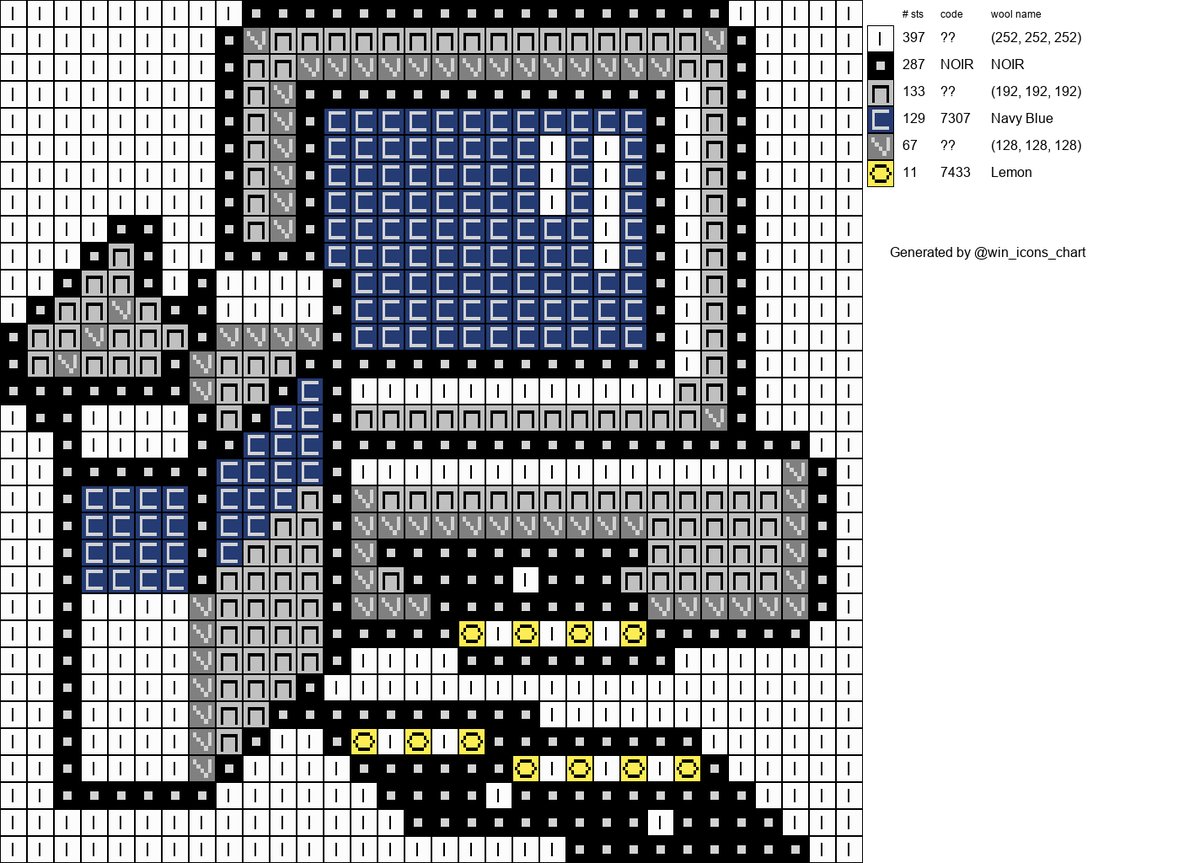 # sts code wool name
397 ?? (252, 252, 252)
287 NOIR NOIR
133 ?? (192, 192, 192)
129 7307 Navy Blue
67 ?? (128, 128, 128)
11 7433 Lemon
Generated by @win_icons_chart